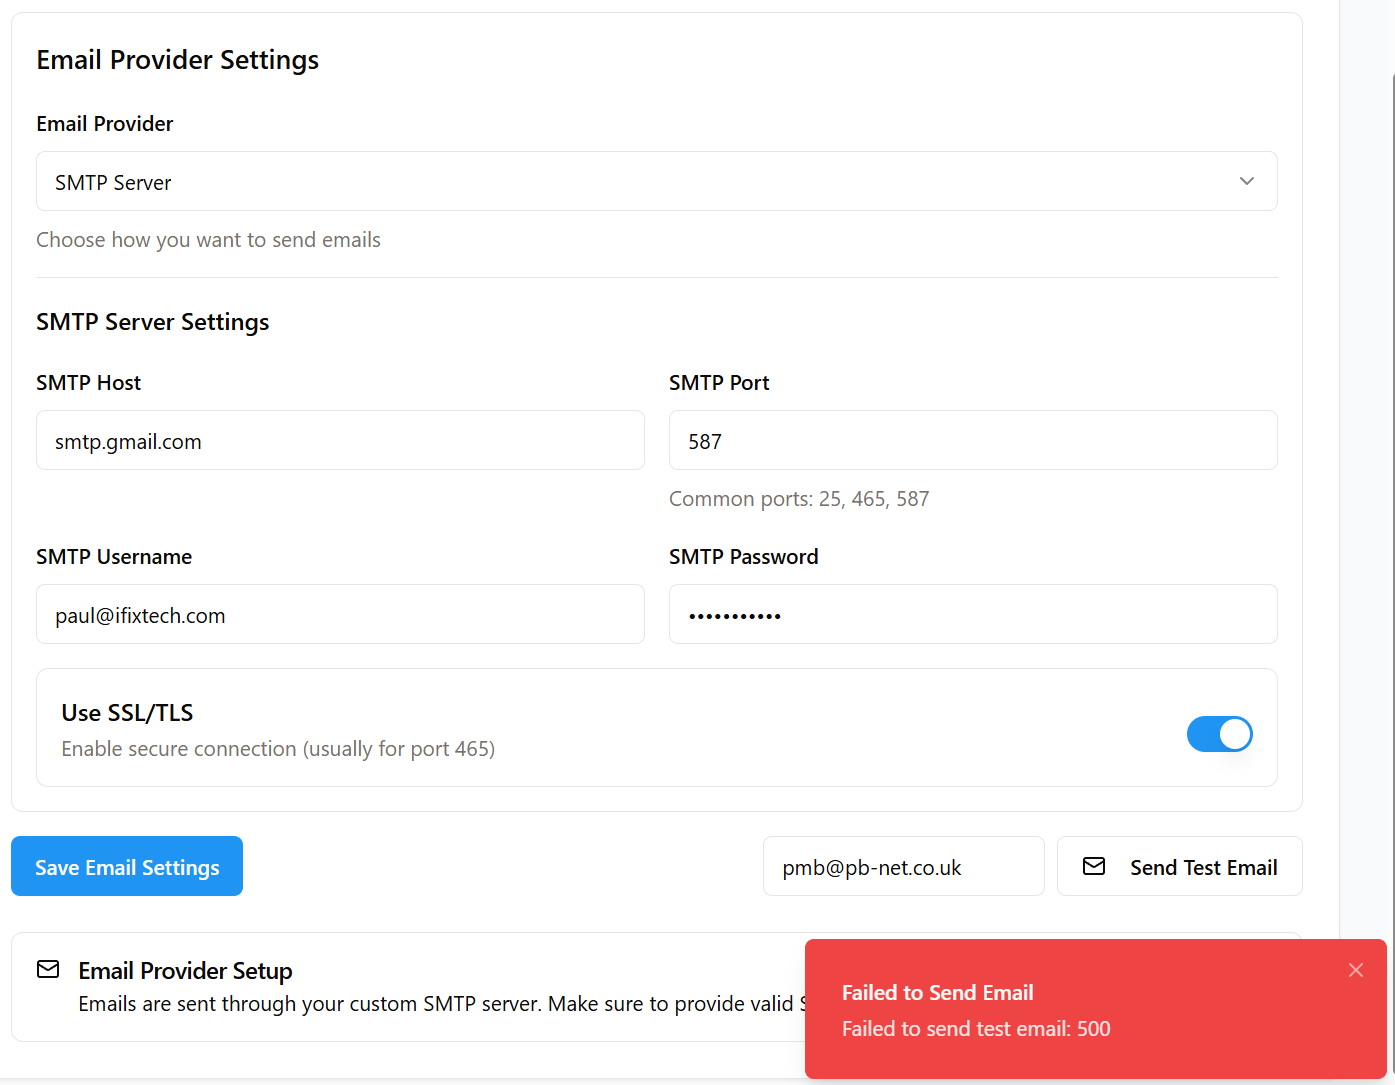 Email Provider Settings
Email Provider
SMTP Server
Choose how you want to send emails
SMTP Server Settings
SMTP Host
SMTP Port
smtp.gmail.com
587
Common ports: 25, 465, 587
SMTP Username
SMTP Password
paul@ifixtech.com
•••••••••••
Use SSL/TLS
Enable secure connection (usually for port 465)
Save Email Settings
pmb@pb-net.co.uk
Send Test Email
Email Provider Setup
Emails are sent through your custom SMTP server. Make sure to provide valid
Failed to Send Email
Failed to send test email: 500